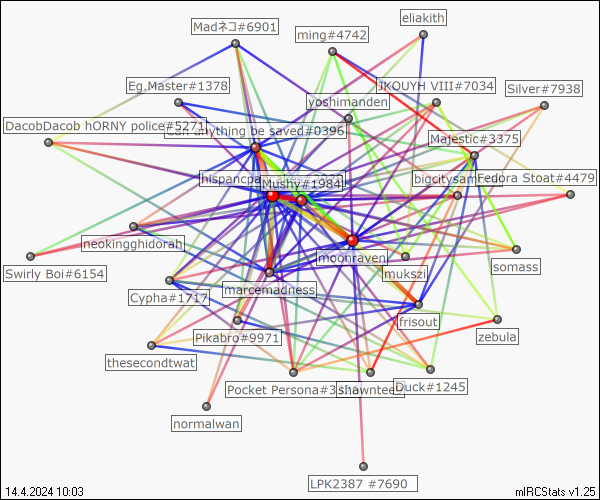 eliakith
Madネコ#6901
ming#4742
Eg.Master#1378
JKOUYH VIII#7034
Silver#7938
yoshimanden
DacobDacob hORNY police#5271
can anything be saved#0396
Majestic#3375
hispanicpa
Mushy#1984
bigcitysam
Fedora Stoat#4479
neokingghidorah
moonraven
somass
Swirly Boi#6154
mukszi
marcemadness
Cypha#1717
frisout
Pikabro#9971
zebula
thesecondtwat
Pocket Persona#3
shawntee
Duck#1245
normalwan
LPK2387 #7690
14.4.2024 10:03
mIRCStats v1.25